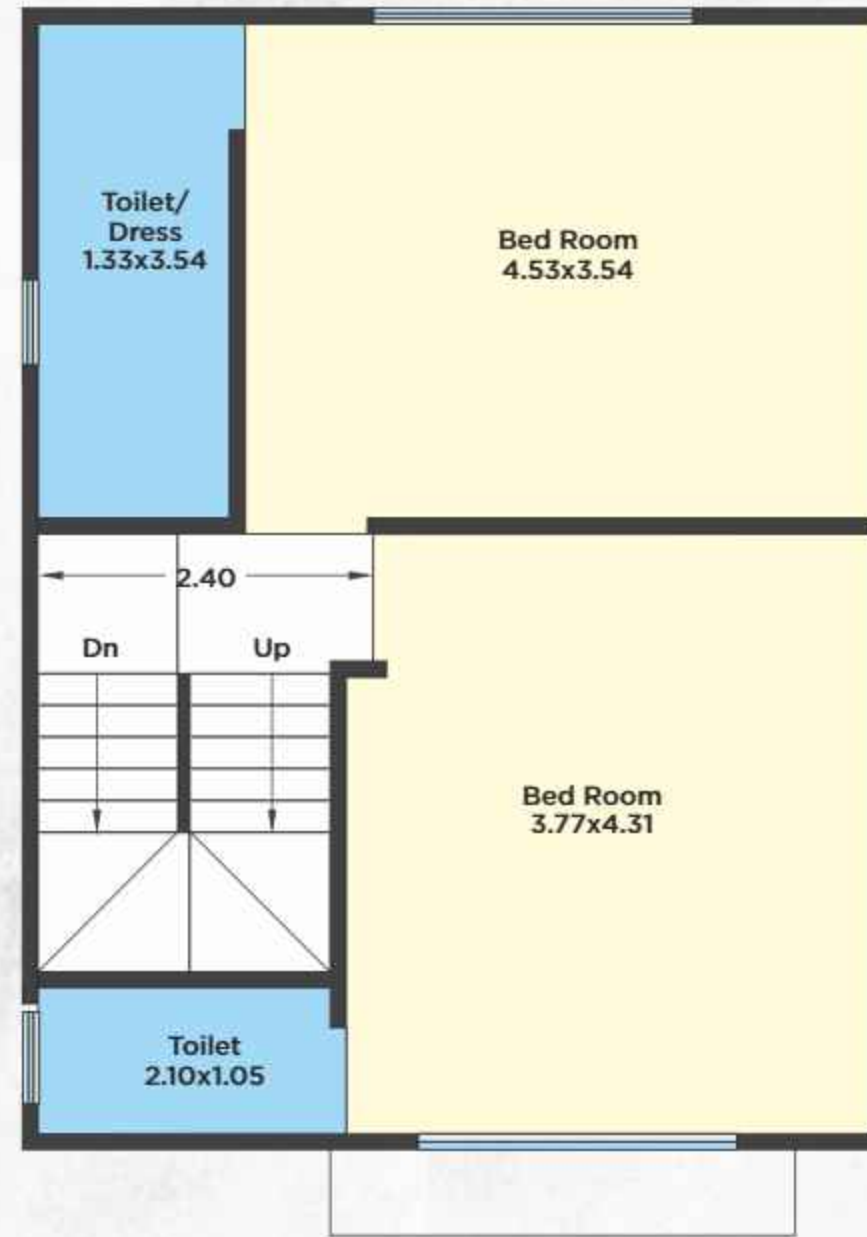 Toilet/
Dress
1.33x3.54
Bed Room
4.53x3.54
2.40
Dn
Up
Bed Room
3.77x4.31
Toilet
2.10x1.05